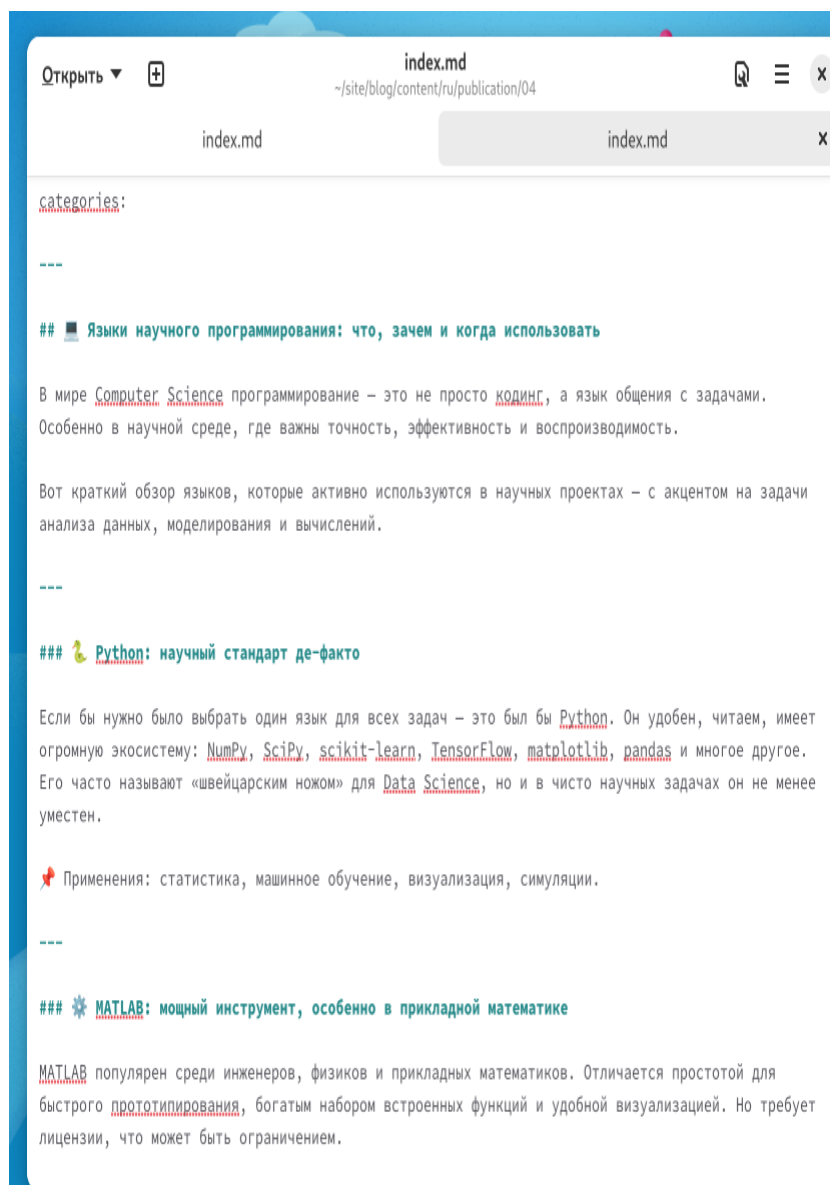 Открыть
index.md
~/site/blog/content/ru/publication/04
index.md
index.md
categories:
---
## 💻 Языки научного программирования: что, зачем и когда использовать
В мире Computer Science программирование — это не просто кодинг, а язык общения с задачами.
Особенно в научной среде, где важны точность, эффективность и воспроизводимость.
Вот краткий обзор языков, которые активно используются в научных проектах — с акцентом на задачи
анализа данных, моделирования и вычислений.
---
### 🐍 Python: научный стандарт де-факто
Если бы нужно было выбрать один язык для всех задач — это был бы Python. Он удобен, читаем, имеет
огромную экосистему: NumPy, SciPy, scikit-learn, TensorFlow, matplotlib, pandas и многое другое.
Его часто называют «швейцарским ножом» для Data Science, но и в чисто научных задачах он не менее
уместен.
📌 Применения: статистика, машинное обучение, визуализация, симуляции.
---
### ⚙️ MATLAB: мощный инструмент, особенно в прикладной математике
MATLAB популярен среди инженеров, физиков и прикладных математиков. Отличается простотой для
быстрого прототипирования, богатым набором встроенных функций и удобной визуализацией. Но требует
лицензии, что может быть ограничением.